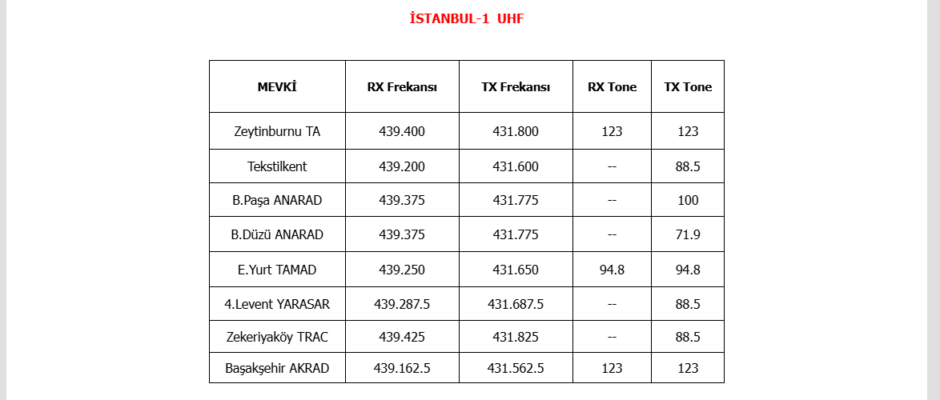 İSTANBUL-1 UHF
MEVKİ RX Frekansı TX Frekansı RX Tone TX Tone
Zeytinburnu TA 439.400 431.800 123 123
Tekstilkent 439.200 431.600 -- 88.5
B.Paşa ANARAD 439.375 431.775 -- 100
B.Düzü ANARAD 439.375 431.775 -- 71.9
E.Yurt TAMAD 439.250 431.650 94.8 94.8
4.Levent YARASAR 439.287.5 431.687.5 -- 88.5
Zekeriyaköy TRAC 439.425 431.825 -- 88.5
Başakşehir AKRAD 439.162.5 431.562.5 123 123